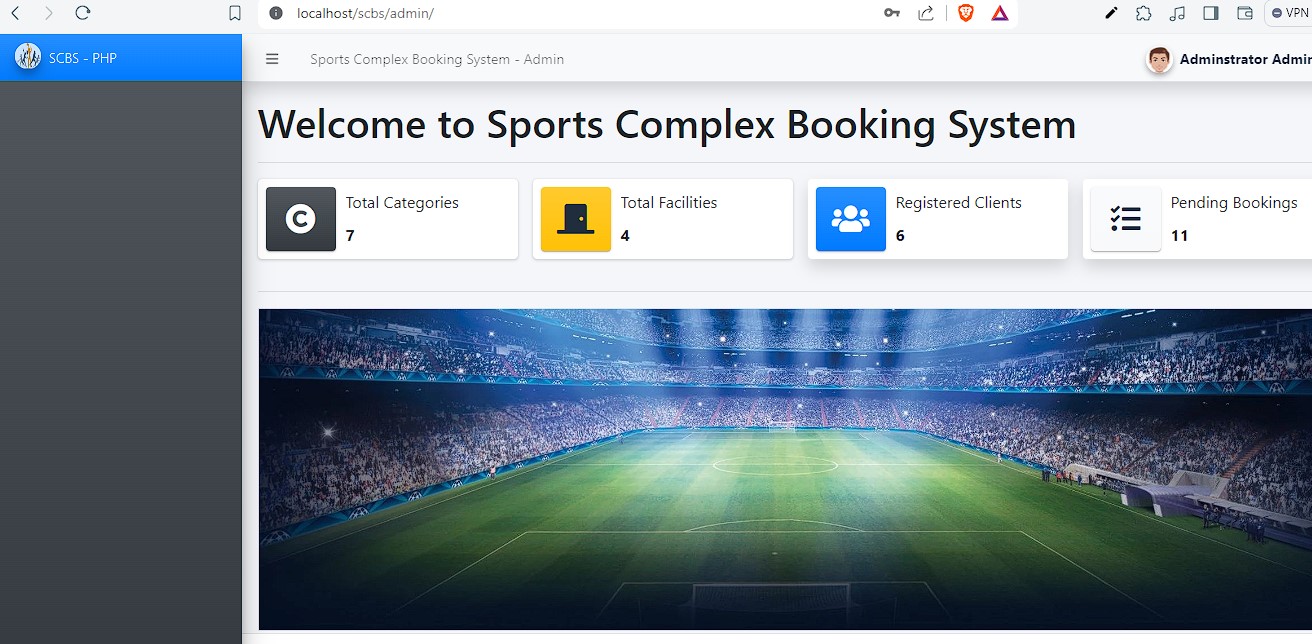 localhost/scbs/admin/
VPN
SCBS - PHP
Sports Complex Booking System - Admin
Adminstrator Admin
Welcome to Sports Complex Booking System
Total Categories
7
Total Facilities
4
Registered Clients
6
Pending Bookings
11